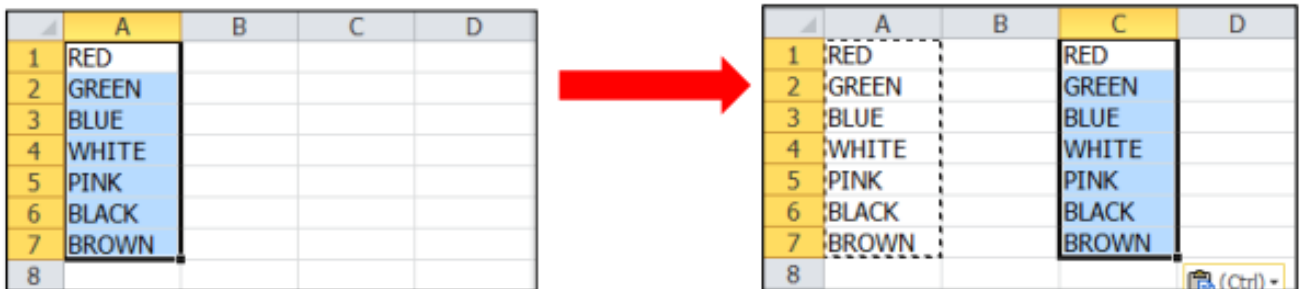 A B C D
1 RED
2 GREEN
3 BLUE
4 WHITE
5 PINK
6 BLACK
7 BROWN
8
A B C D
1 RED RED
2 GREEN GREEN
3 BLUE BLUE
4 WHITE WHITE
5 PINK PINK
6 BLACK BLACK
7 BROWN BROWN
8 (Ctrl)